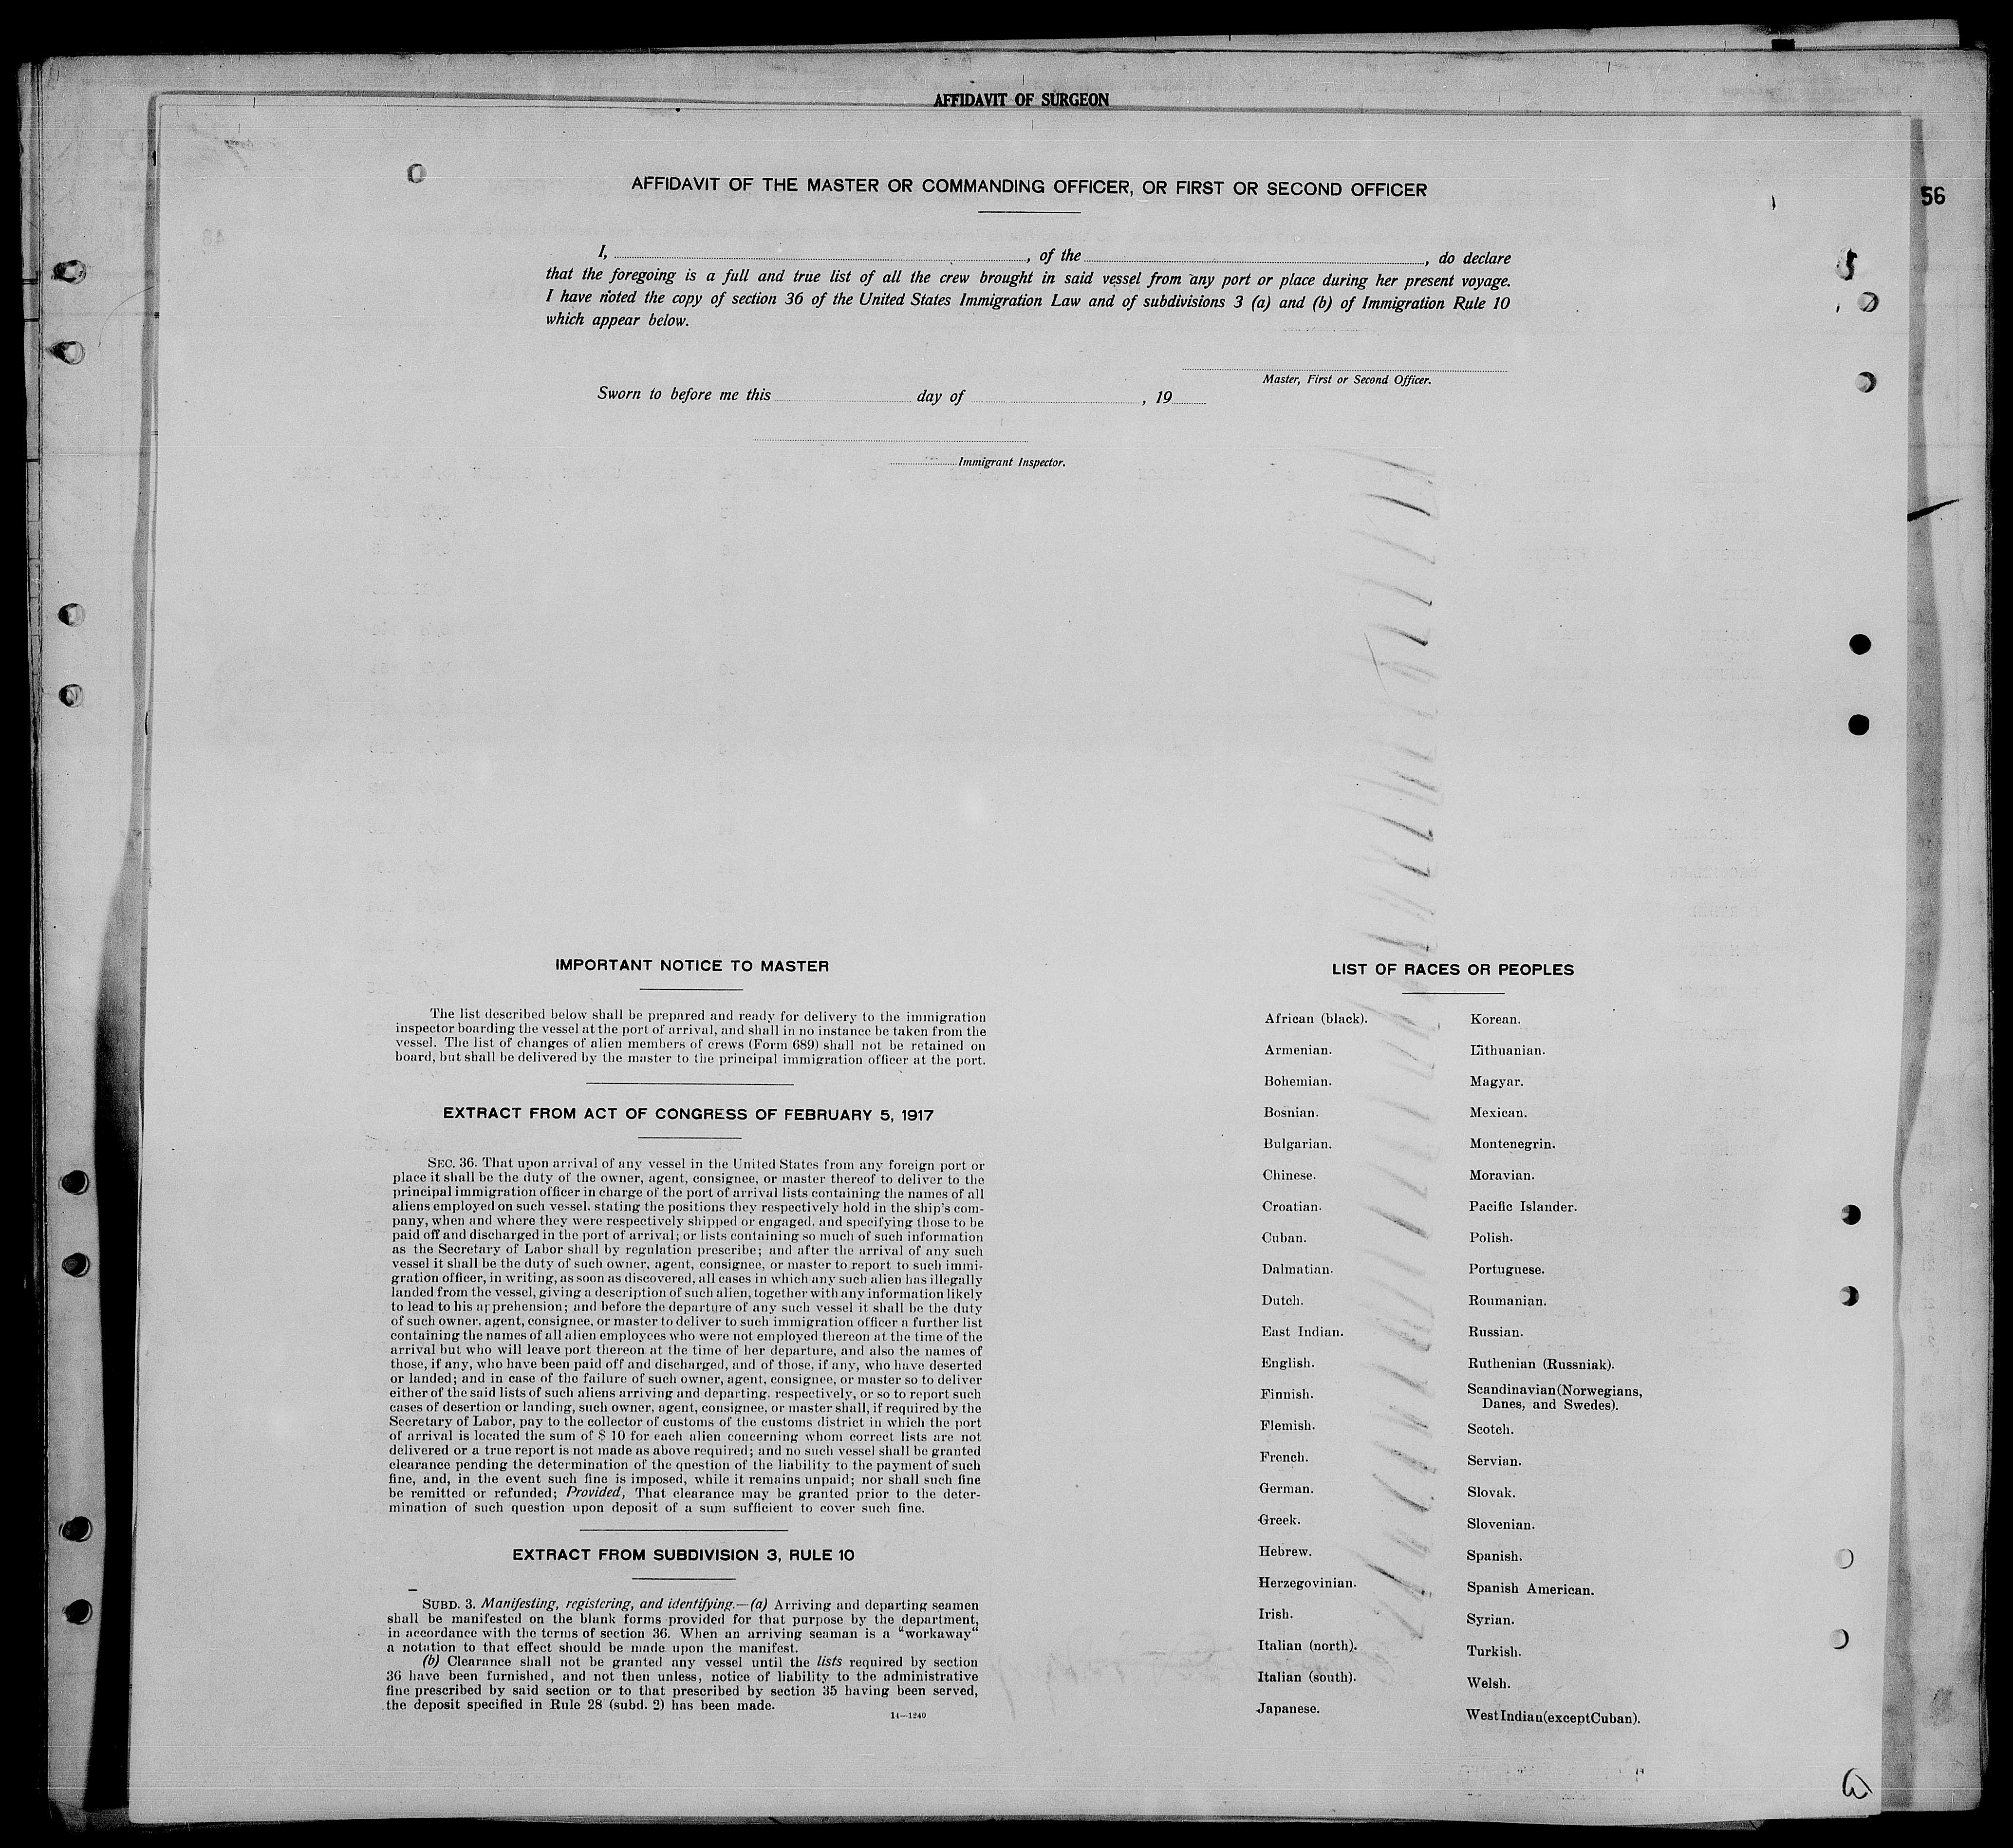 AFFIDAVIT OF SURGEON
AFFIDAVIT OF THE MASTER OR COMMANDING OFFICER, OR FIRST OR SECOND OFFICER
56
I, , of the , do declare
that the foregoing is a full and true list of all the crew brought in said vessel from any port or place during her present voyage.
I have noted the copy of section 36 of the United States Immigration Law and of subdivisions 3 (a) and (b) of Immigration Rule 10
which appear below.
Master, First or Second Officer.
Sworn to before me this day of , 19
Immigrant Inspector.
IMPORTANT NOTICE TO MASTER
The list described below shall be prepared and ready for delivery to the immigration
inspector boarding the vessel at the port of arrival, and shall in no instance be taken from the
vessel. The list of changes of alien members of crews (Form 689) shall not be retained on
board, but shall be delivered by the master to the principal immigration officer at the port.
EXTRACT FROM ACT OF CONGRESS OF FEBRUARY 5, 1917
SEC. 36. That upon arrival of any vessel in the United States from any foreign port or
place it shall be the duty of the owner, agent, consignee, or master thereof to deliver to the
principal immigration officer in charge of the port of arrival lists containing the names of all
aliens employed on such vessel, stating the positions they respectively hold in the ship's com-
pany, when and where they were respectively shipped or engaged, and specifying those to be
paid off and discharged in the port of arrival; or lists containing so much of such information
as the Secretary of Labor shall by regulation prescribe; and after the arrival of any such
vessel it shall be the duty of such owner, agent, consignee, or master to report to such immi-
gration officer, in writing, as soon as discovered, all cases in which any such alien has illegally
landed from the vessel, giving a description of such alien, together with any information likely
to lead to his apprehension; and before the departure of any such vessel it shall be the duty
of such owner, agent, consignee, or master to deliver to such immigration officer a further list
containing the names of all alien employees who were not employed thereon at the time of the
arrival but who will leave port thereon at the time of her departure, and also the names of
those, if any, who have been paid off and discharged, and of those, if any, who have deserted
or landed; and in case of the failure of such owner, agent, consignee, or master so to deliver
either of the said lists of such aliens arriving and departing, respectively, or so to report such
cases of desertion or landing, such owner, agent, consignee, or master shall, if required by the
Secretary of Labor, pay to the collector of customs of the customs district in which the port
of arrival is located the sum of $ 10 for each alien concerning whom correct lists are not
delivered or a true report is not made as above required; and no such vessel shall be granted
clearance pending the determination of the question of the liability to the payment of such
fine, and, in the event such fine is imposed, while it remains unpaid; nor shall such fine
be remitted or refunded; Provided, That clearance may be granted prior to the deter-
mination of such question upon deposit of a sum sufficient to cover such fine.
EXTRACT FROM SUBDIVISION 3, RULE 10
SUBD. 3. Manifesting, registering, and identifying.—(a) Arriving and departing seamen
shall be manifested on the blank forms provided for that purpose by the department,
in accordance with the terms of section 36. When an arriving seaman is a "workaway"
a notation to that effect should be made upon the manifest.
(b) Clearance shall not be granted any vessel until the lists required by section
36 have been furnished, and not then unless, notice of liability to the administrative
fine prescribed by said section or to that prescribed by section 35 having been served,
the deposit specified in Rule 28 (subd. 2) has been made.
14—1240
LIST OF RACES OR PEOPLES
African (black).
Armenian.
Bohemian.
Bosnian.
Bulgarian.
Chinese.
Croatian.
Cuban.
Dalmatian.
Dutch.
East Indian.
English.
Finnish.
Flemish.
French.
German.
Greek.
Hebrew.
Herzegovinian.
Irish.
Italian (north).
Italian (south).
Japanese.
Korean.
Lithuanian.
Magyar.
Mexican.
Montenegrin.
Moravian.
Pacific Islander.
Polish.
Portuguese.
Roumanian.
Russian.
Ruthenian (Russniak).
Scandinavian (Norwegians,
Danes, and Swedes).
Scotch.
Servian.
Slovak.
Slovenian.
Spanish.
Spanish American.
Syrian.
Turkish.
Welsh.
West Indian (except Cuban).